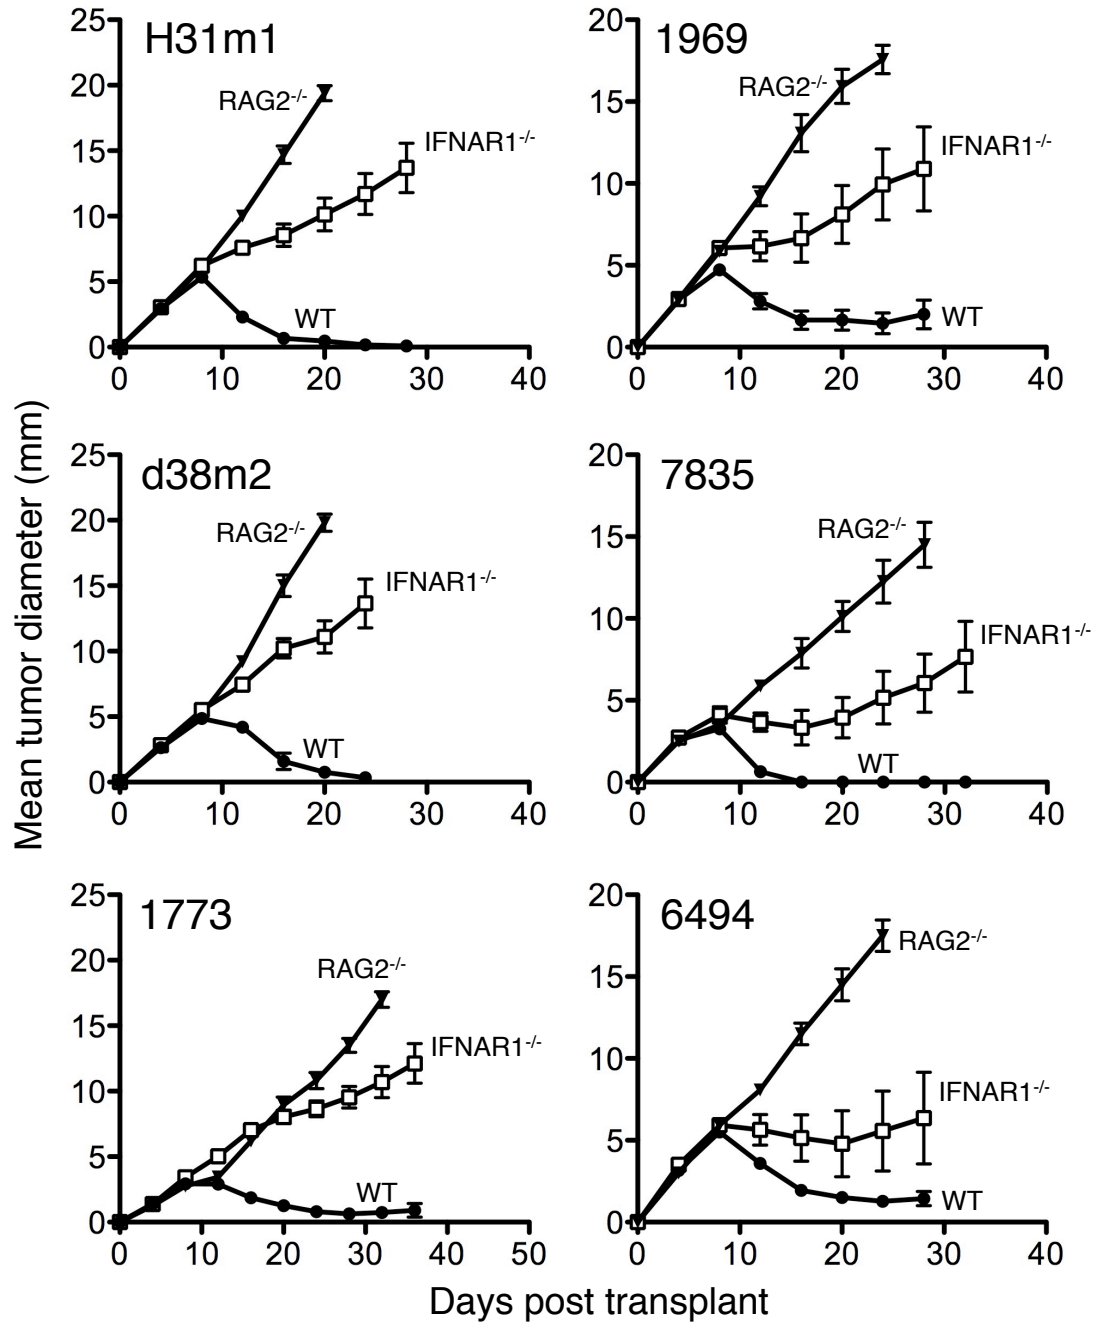 Mean tumor diameter (mm)
H31m1
25
20
15
10
5
0
0 10 20 30 40
RAG2-/-
IFNAR1-/-
WT
1969
20
15
10
5
0
0 10 20 30 40
RAG2-/-
IFNAR1-/-
WT
d38m2
25
20
15
10
5
0
0 10 20 30 40
RAG2-/-
IFNAR1-/-
WT
7835
20
15
10
5
0
0 10 20 30 40
RAG2-/-
IFNAR1-/-
WT
1773
25
20
15
10
5
0
0 10 20 30 40 50
RAG2-/-
IFNAR1-/-
WT
6494
20
15
10
5
0
0 10 20 30 40
RAG2-/-
IFNAR1-/-
WT
Days post transplant